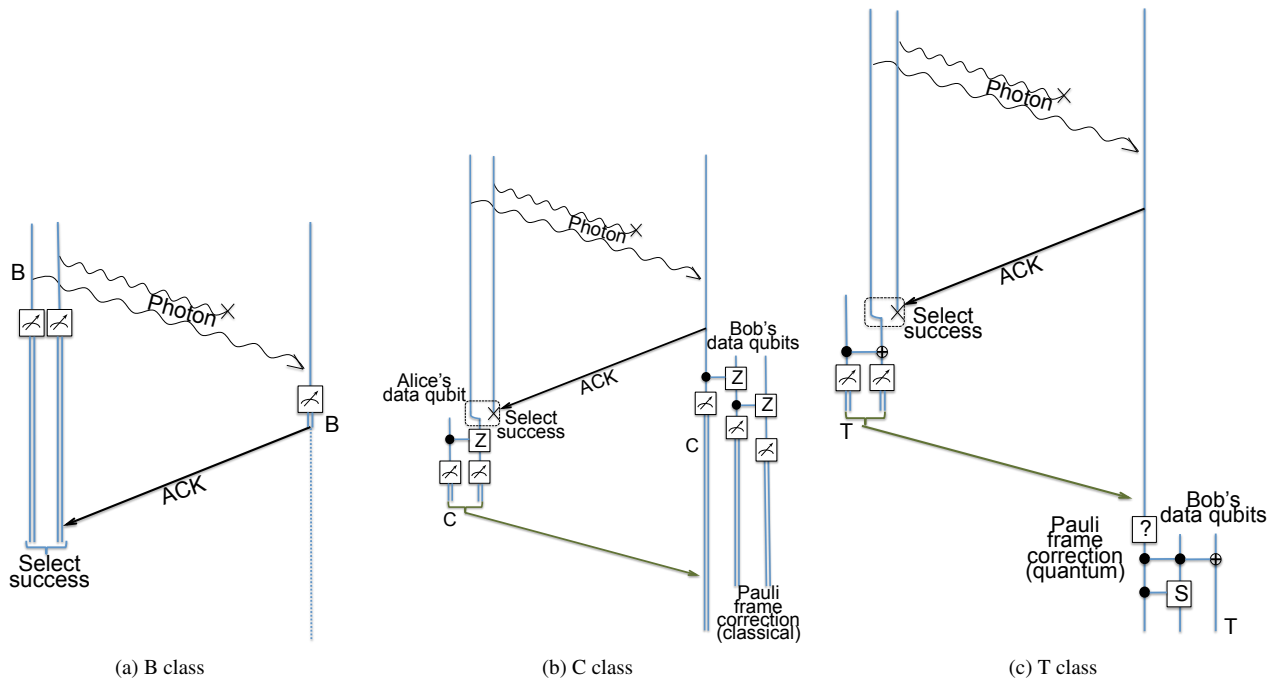 B
Photon
B
ACK
Select
success
(a) B class
Photon
ACK
Alice's
data qubit
Select
success
Z
C
Bob's
data qubits
Z
Z
C
Pauli
frame
correction
(classical)
(b) C class
Photon
ACK
Select
success
T
Bob's
data qubits
Pauli
frame
correction
(quantum)
?
S
T
(c) T class